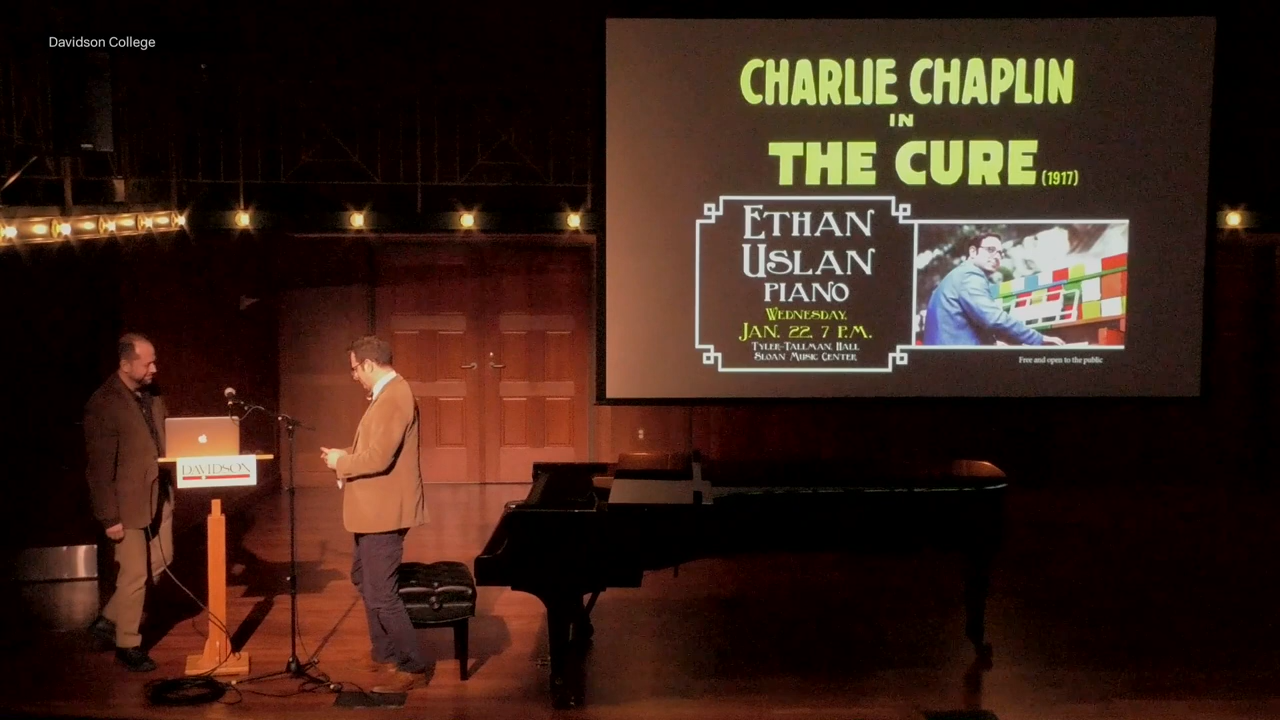 Davidson College
CHARLIE CHAPLIN
IN
THE CURE (1917)
ETHAN
USLAN
PIANO
WEDNESDAY,
JAN. 22, 7 P.M.
TYLER-TALLMAN HALL
SLOAN MUSIC CENTER
Free and open to the public
DAVIDSON